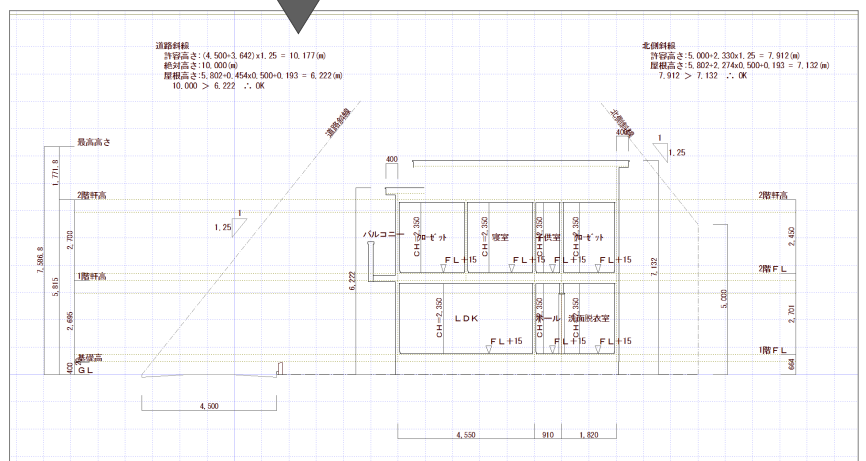 道路斜線
許容高さ:(4,500+3,642)x1.25 = 10.177(m)
絶対高さ:10,000(m)
屋根高さ:5,802+0,454x0,500+0,193 = 6,222(m)
10.000 > 6.222 ∴ OK
北側斜線
許容高さ:5,000+2,330x1.25 = 7,912(m)
屋根高さ:5,802+2,274x0,500+0,193 = 7,132(m)
7.912 > 7.132 ∴ OK
道路斜線
北側斜線
最高高さ
400
400
1
1.25
1,771.8
2階軒高
2階軒高
1
1.25
バルコニー
クローゼット
寝室
子供室
クローゼット
CH=2,350
CH=2,350
CH=2,350
CH=2,350
2,700
2,450
7,586.8
FL+15
FL+15
FL+15
FL+15
2階FL
1階軒高
5,815
6,222
7,132
5,000
CH=2,350
CH=2,350
CH=2,350
LDK
ホール
洗面脱衣室
2,695
2,701
FL+15
FL+15
FL+15
1階FL
基礎高
GL
400
664
4,500
4,550
910
1,820